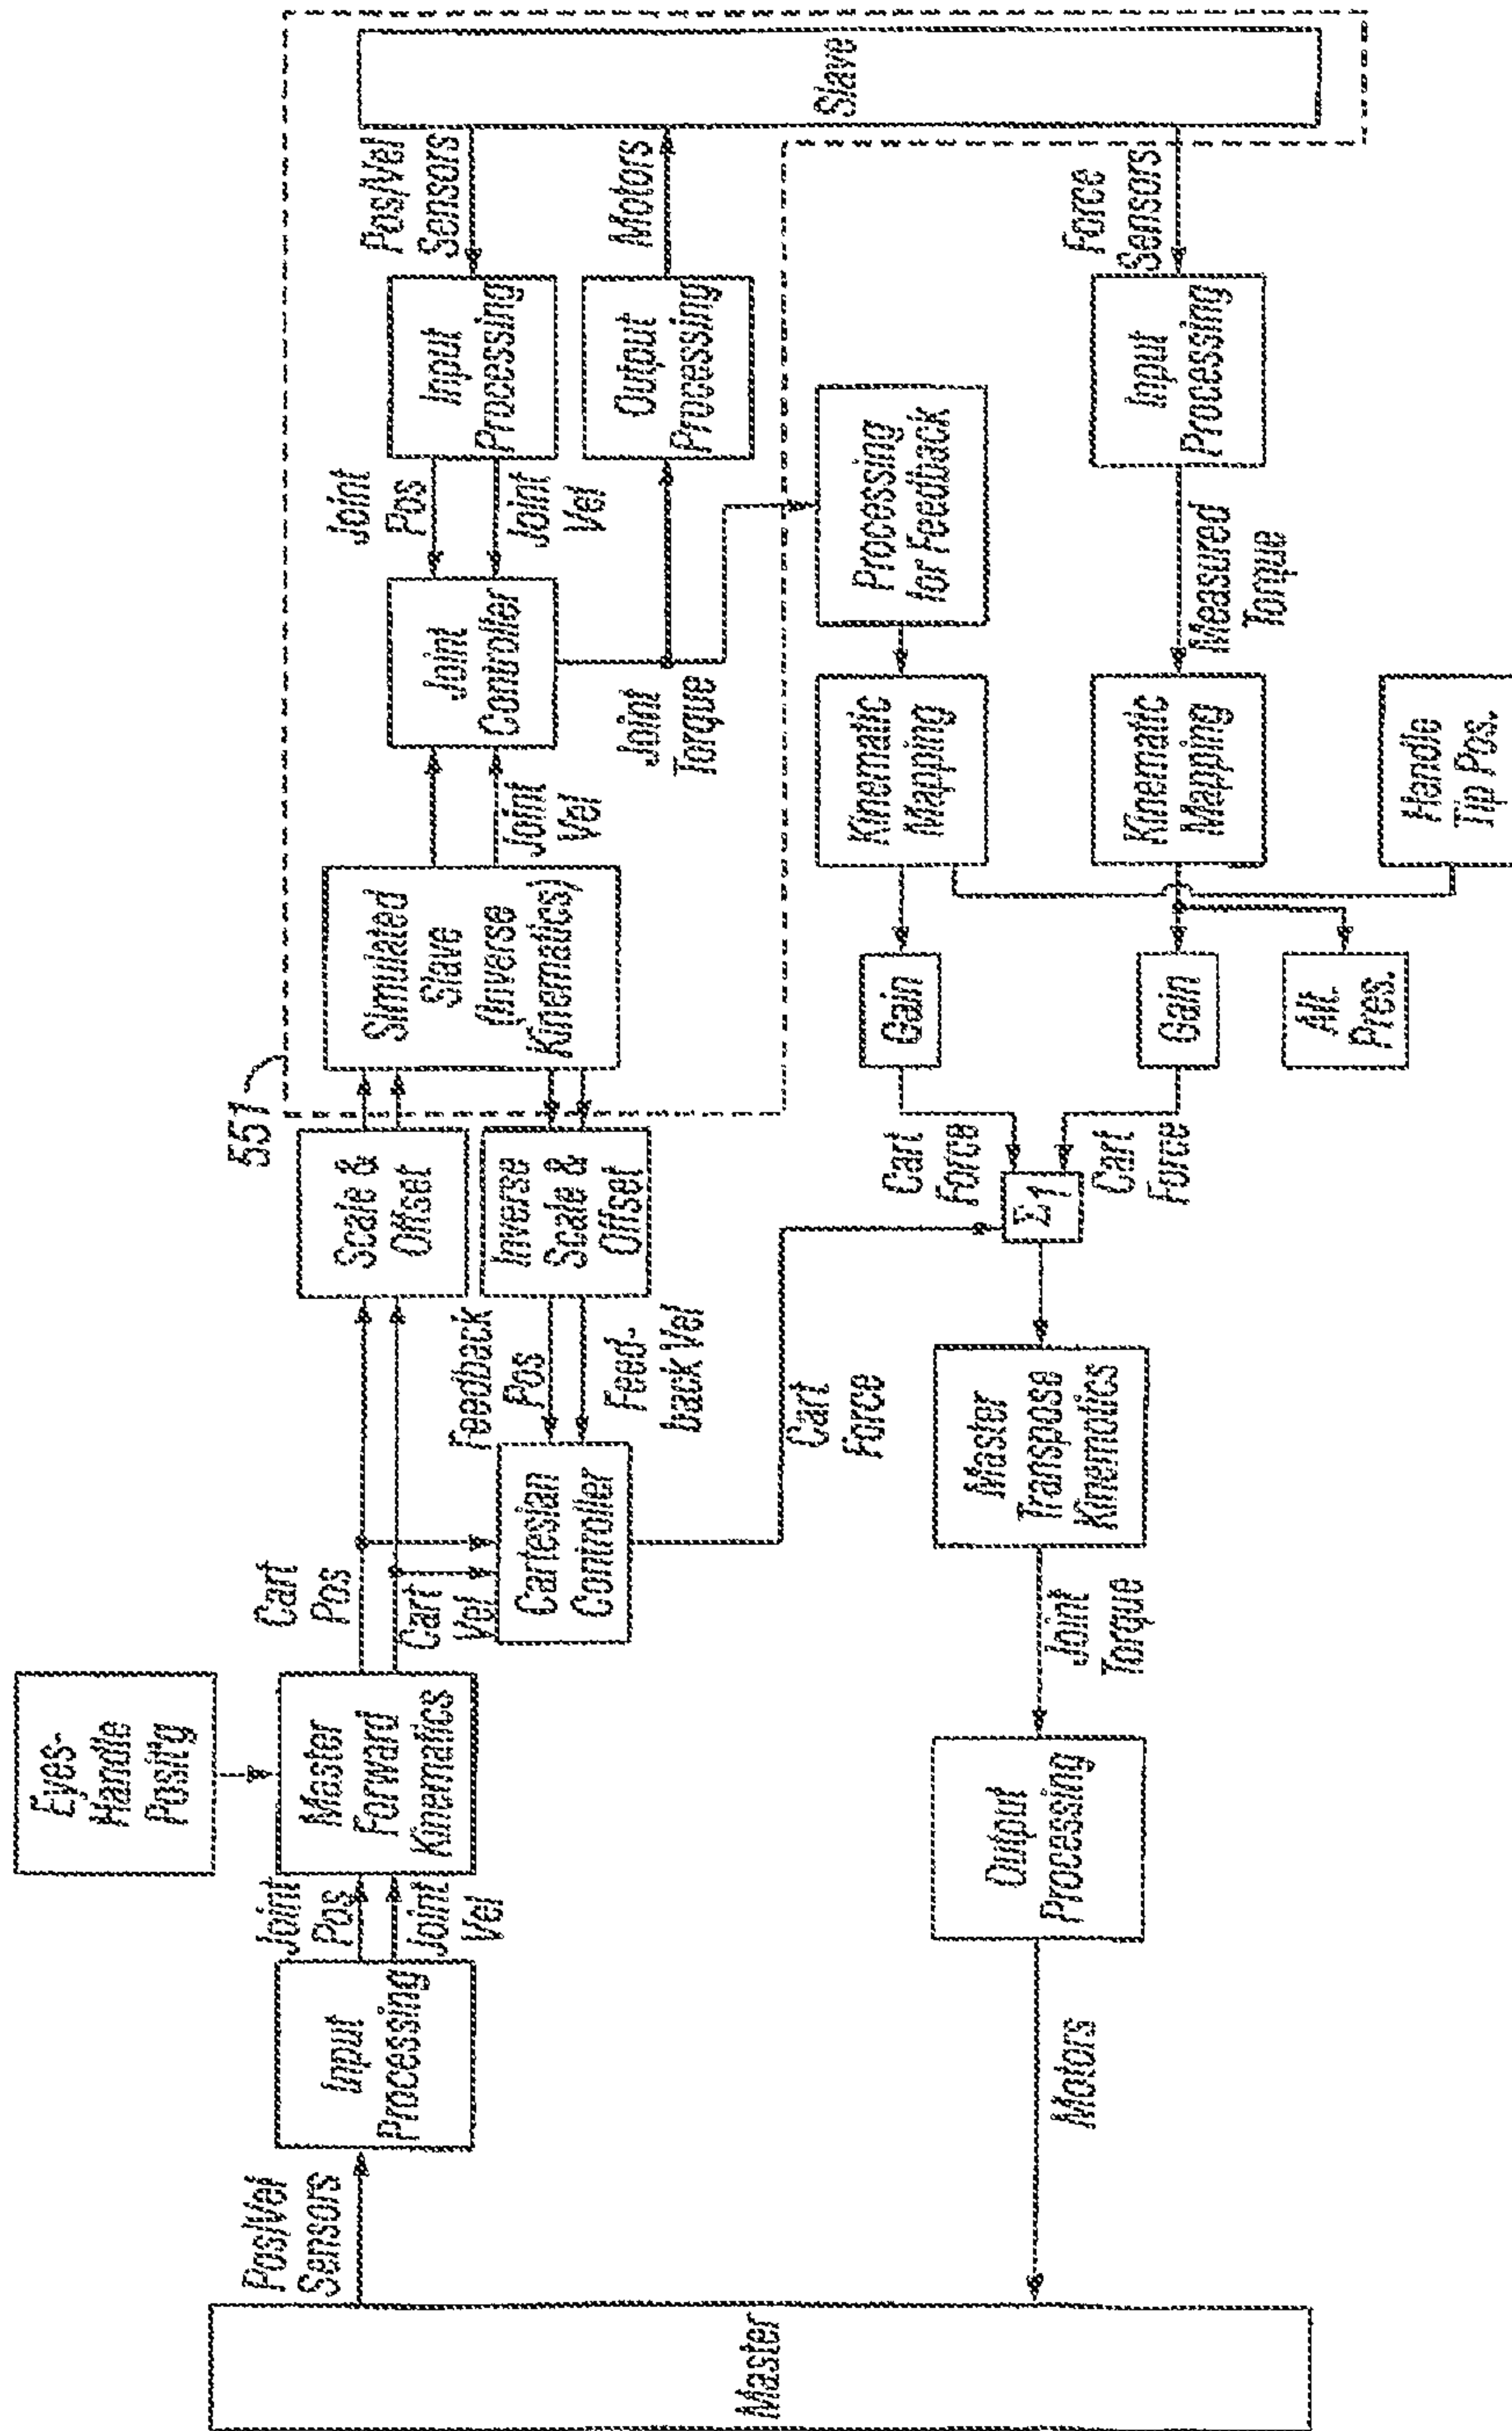 Master
Pos/Vel
Sensors
Input
Processing
Joint
Pos
Joint
Vel
Eyes-
Handle
Posit'g
Master
Forward
Kinematics
Cart
Pos
Cart
Vel
Cartesian
Controller
Feedback
Pos
Feed-
back Vel
Scale &
Offset
Inverse
Scale &
Offset
551
Simulated
Slave
(Inverse
Kinematics)
Joint
Vel
Joint
Controller
Joint
Torque
Joint
Pos
Joint
Vel
Input
Processing
Output
Processing
Pos/Vel
Sensors
Motors
Slave
Motors
Output
Processing
Joint
Torque
Master
Transpose
Kinematics
Cart
Force
Σ1
Cart
Force
Cart
Force
Gain
Gain
Alt.
Pres.
Kinematic
Mapping
Kinematic
Mapping
Handle
Tip Pos.
Processing
for Feedback
Measured
Torque
Input
Processing
Force
Sensors